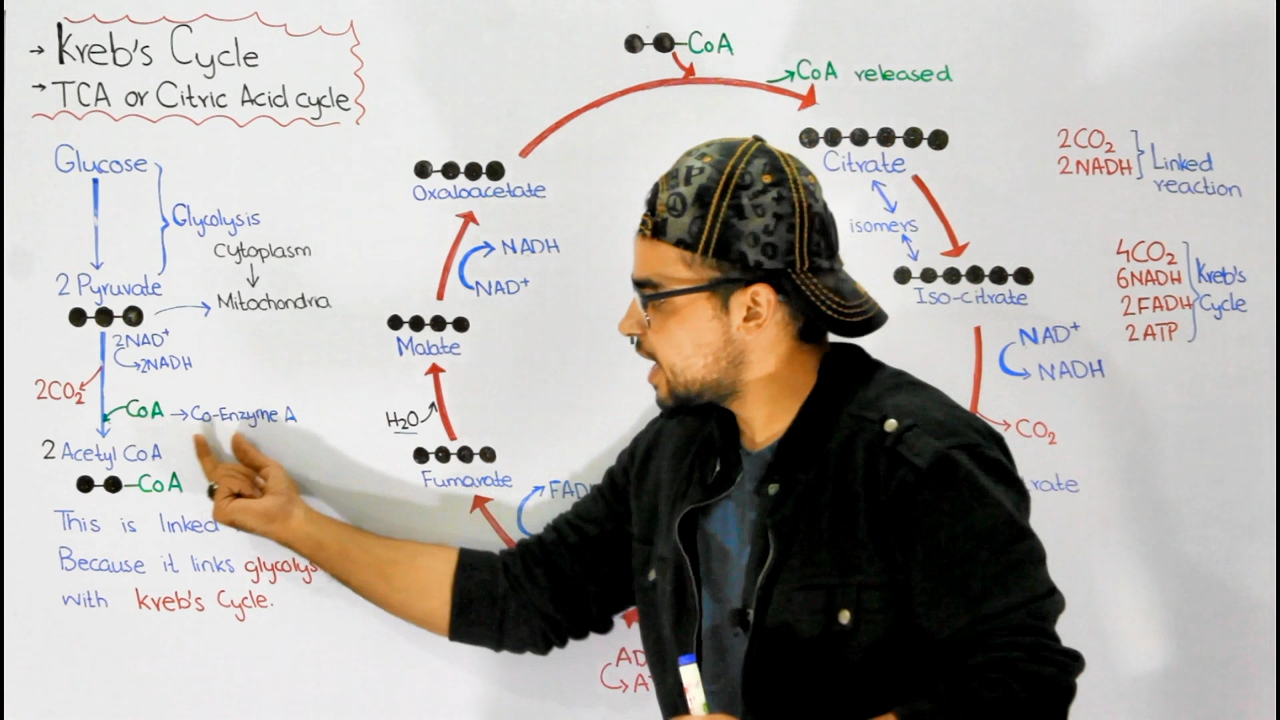 → Kreb's Cycle
→ TCA or Citric Acid cycle
Glucose
Glycolysis
Cytoplasm
2 Pyruvate
Mitochondria
2NAD⁺
2NADH
2CO₂
CoA → Co-Enzyme A
2 Acetyl CoA
CoA
This is linked
Because it links
with Kreb's Cycle.
CoA
CoA released
Oxaloacetate
Citrate
isomers
Iso-citrate
NADH
NAD⁺
Malate
H₂O
Fumarate
NAD⁺
NADH
CO₂
2CO₂
2NADH
Linked
reaction
4CO₂
6NADH
2FADH
2ATP
Kreb's
Cycle